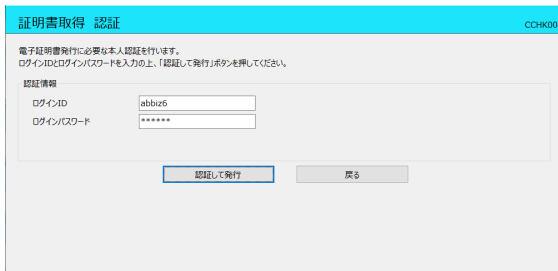 証明書取得 認証
CCHK00
電子証明書発行に必要な本人認証を行います。
ログインIDとログインパスワードを入力の上、「認証して発行」ボタンを押してください。
認証情報
ログインID abbiz6
ログインパスワード ******
認証して発行 戻る